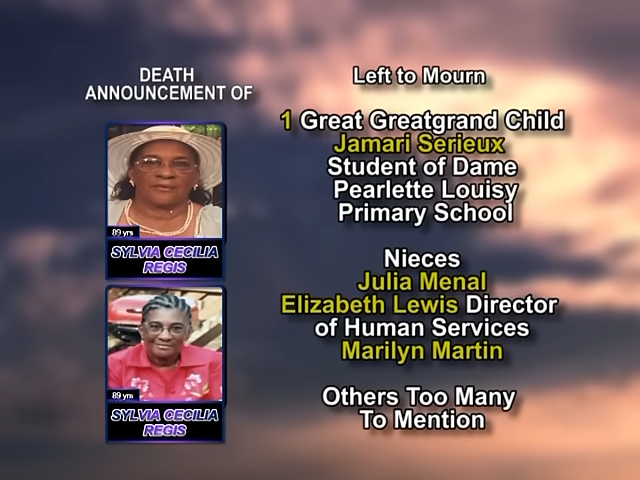 DEATH
ANNOUNCEMENT OF
89 yrs
SYLVIA CECILIA
REGIS
89 yrs
SYLVIA CECILIA
REGIS
Left to Mourn
1 Great Greatgrand Child
Jamari Serieux
Student of Dame
Pearlette Louisy
Primary School
Nieces
Julia Menal
Elizabeth Lewis Director
of Human Services
Marilyn Martin
Others Too Many
To Mention